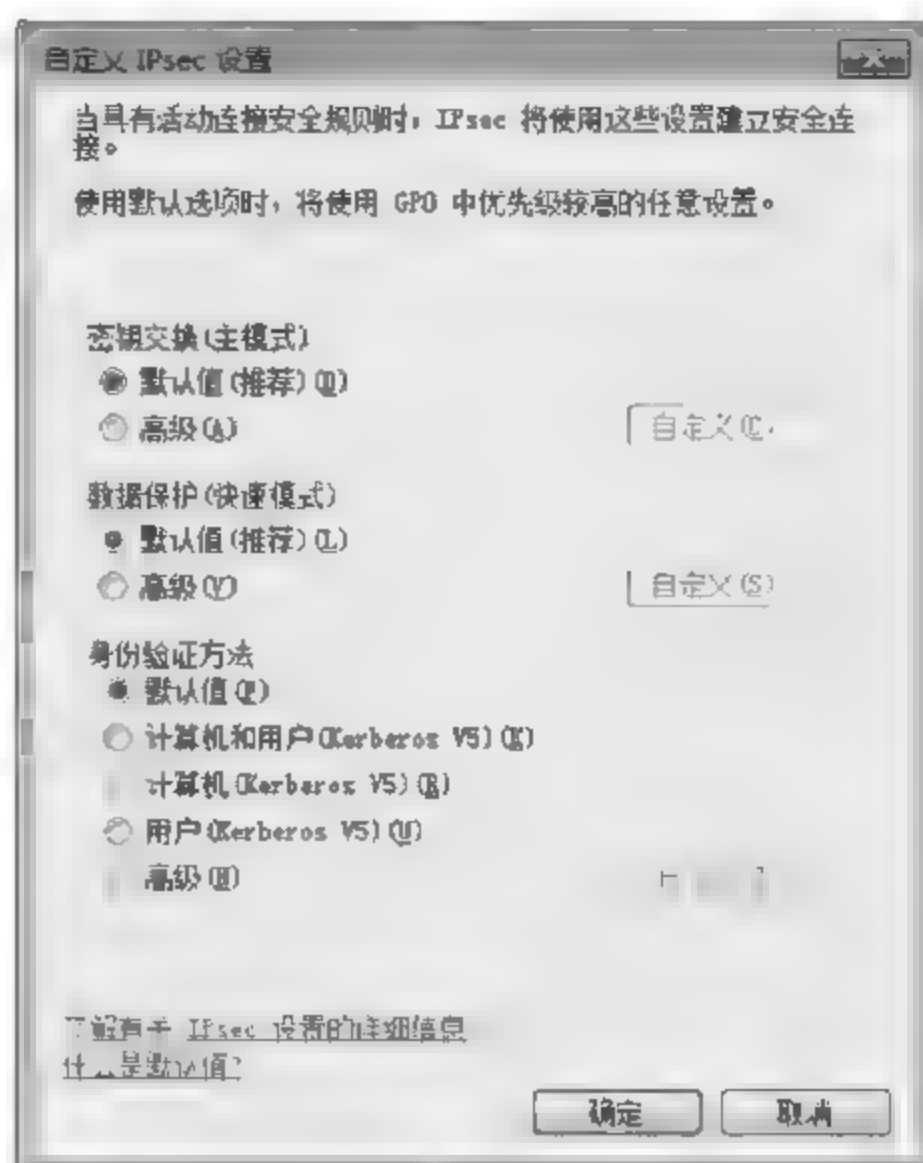 自定义 IPsec 设置
当具有活动连接安全规则时，IPsec 将使用这些设置建立安全连
接。
使用默认选项时，将使用 GPO 中优先级较高的任意设置。
密钥交换(主模式)
默认值(推荐)(D)
高级(A)
自定义(C)
数据保护(快速模式)
默认值(推荐)(L)
高级(V)
自定义(S)
身份验证方法
默认值(F)
计算机和用户(Kerberos V5)(K)
计算机(Kerberos V5)(R)
用户(Kerberos V5)(U)
高级(H)
了解有关 IPsec 设置的详细信息
什么是默认值?
确定
取消